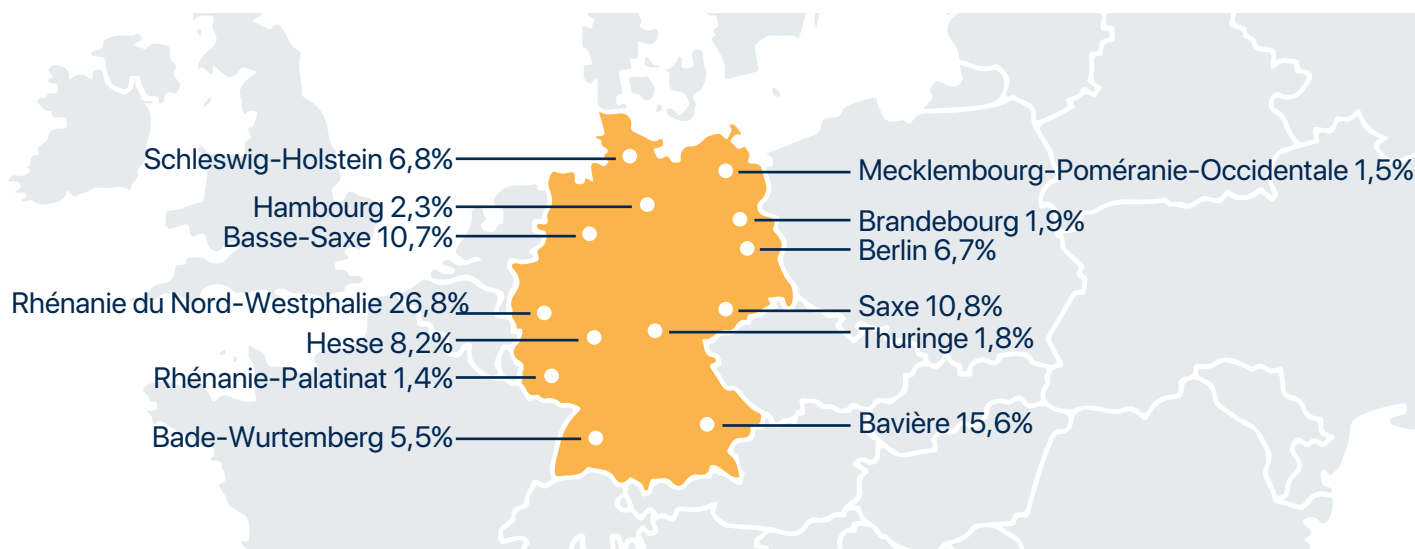 Schleswig-Holstein 6,8%
Hambourg 2,3%
Basse-Saxe 10,7%
Rhénanie du Nord-Westphalie 26,8%
Hesse 8,2%
Rhénanie-Palatinat 1,4%
Bade-Wurtemberg 5,5%
Mecklembourg-Poméranie-Occidentale 1,5%
Brandebourg 1,9%
Berlin 6,7%
Saxe 10,8%
Thuringe 1,8%
Bavière 15,6%